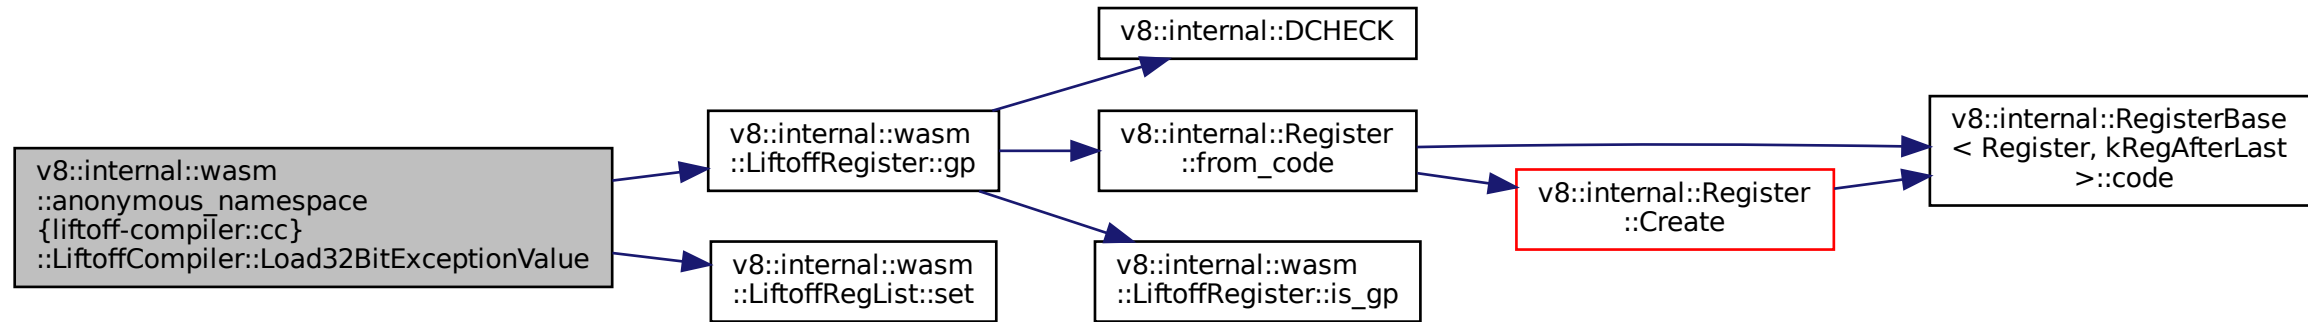 v8::internal::wasm
::anonymous_namespace
{liftoff-compiler::cc}
::LiftoffCompiler::Load32BitExceptionValue
v8::internal::wasm
::LiftoffRegister::gp
v8::internal::wasm
::LiftoffRegList::set
v8::internal::DCHECK
v8::internal::Register
::from_code
v8::internal::wasm
::LiftoffRegister::is_gp
v8::internal::Register
::Create
v8::internal::RegisterBase
< Register, kRegAfterLast
>::code